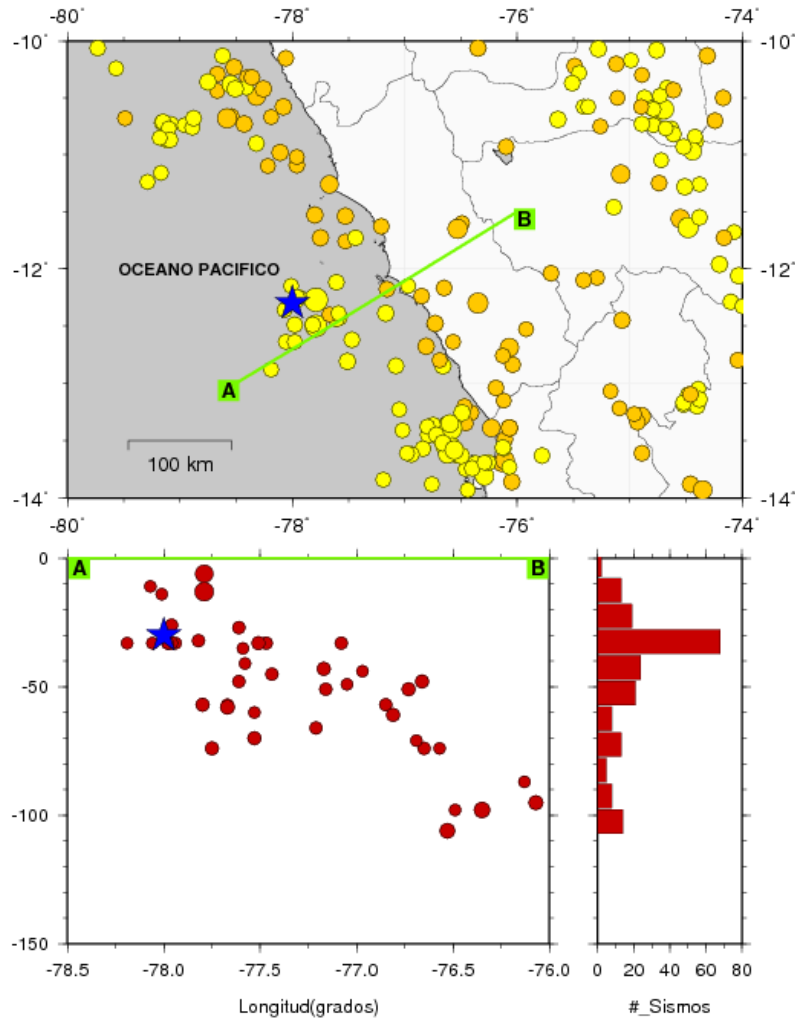 -80˚ -78˚ -76˚ -74˚
-10˚ -10˚
B
OCEANO PACIFICO
-12˚ -12˚
A
100 km
-14˚ -14˚
-80˚ -78˚ -76˚ -74˚
0
A B
-50
-100
-150
-78.5 -78.0 -77.5 -77.0 -76.5 -76.0 0 20 40 60 80
Longitud(grados) #_Sismos